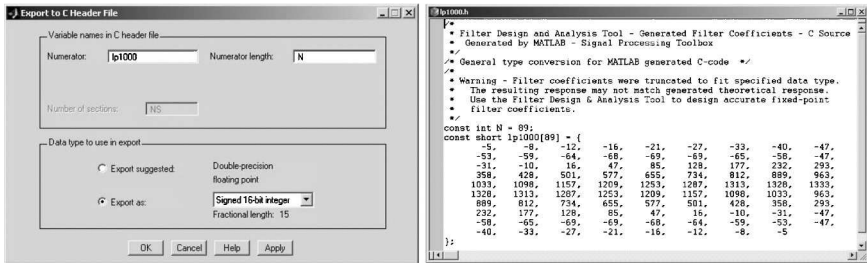 Export to C Header File
Variable names in C header file
Numerator: lp1000 Numerator length: N
Number of sections: NS
Data type to use in export
Export suggested: Double-precision
floating point
Export as: Signed 16-bit integer
Fractional length: 15
OK Cancel Help Apply
lp1000.h
/*
* Filter Design and Analysis Tool - Generated Filter Coefficients - C Source
* Generated by MATLAB - Signal Processing Toolbox
*/
/* General type conversion for MATLAB generated C-code */
/*
* Warning - Filter coefficients were truncated to fit specified data type.
* The resulting response may not match generated theoretical response.
* Use the Filter Design & Analysis Tool to design accurate fixed-point
* filter coefficients.
*/
const int N = 89;
const short lp1000[89] = {
-5, -8, -12, -16, -21, -27, -33, -40, -47,
-53, -59, -64, -68, -69, -69, -65, -58, -47,
-31, -10, 16, 47, 85, 128, 177, 232, 293,
358, 428, 501, 577, 655, 734, 812, 889, 963,
1033, 1098, 1157, 1209, 1253, 1287, 1313, 1328, 1333,
1328, 1313, 1287, 1253, 1209, 1157, 1098, 1033, 963,
889, 812, 734, 655, 577, 501, 428, 358, 293,
232, 177, 128, 85, 47, 16, -10, -31, -47,
-58, -65, -69, -69, -68, -64, -59, -53, -47,
-40, -33, -27, -21, -16, -12, -8, -5
};